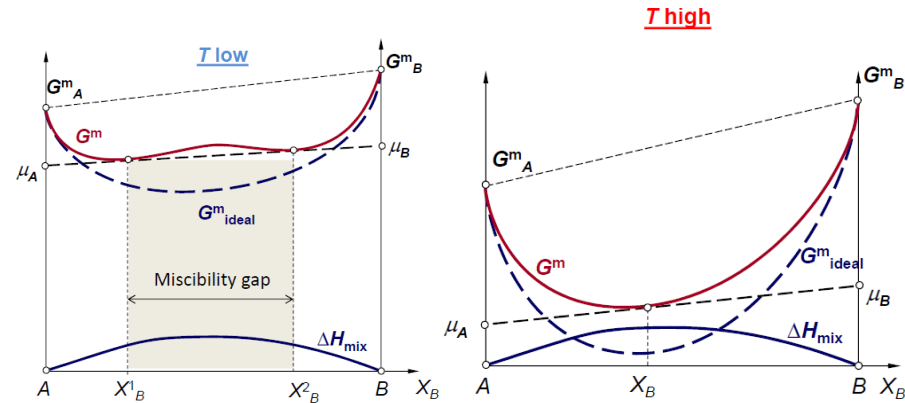 T low
T high
G^m_A
G^m_B
G^m
μ_A
μ_B
G^m_ideal
Miscibility gap
ΔH_mix
A
X^1_B
X^2_B
B
X_B
G^m_B
G^m_A
G^m
G^m_ideal
μ_B
μ_A
ΔH_mix
A
X_B
B
X_B